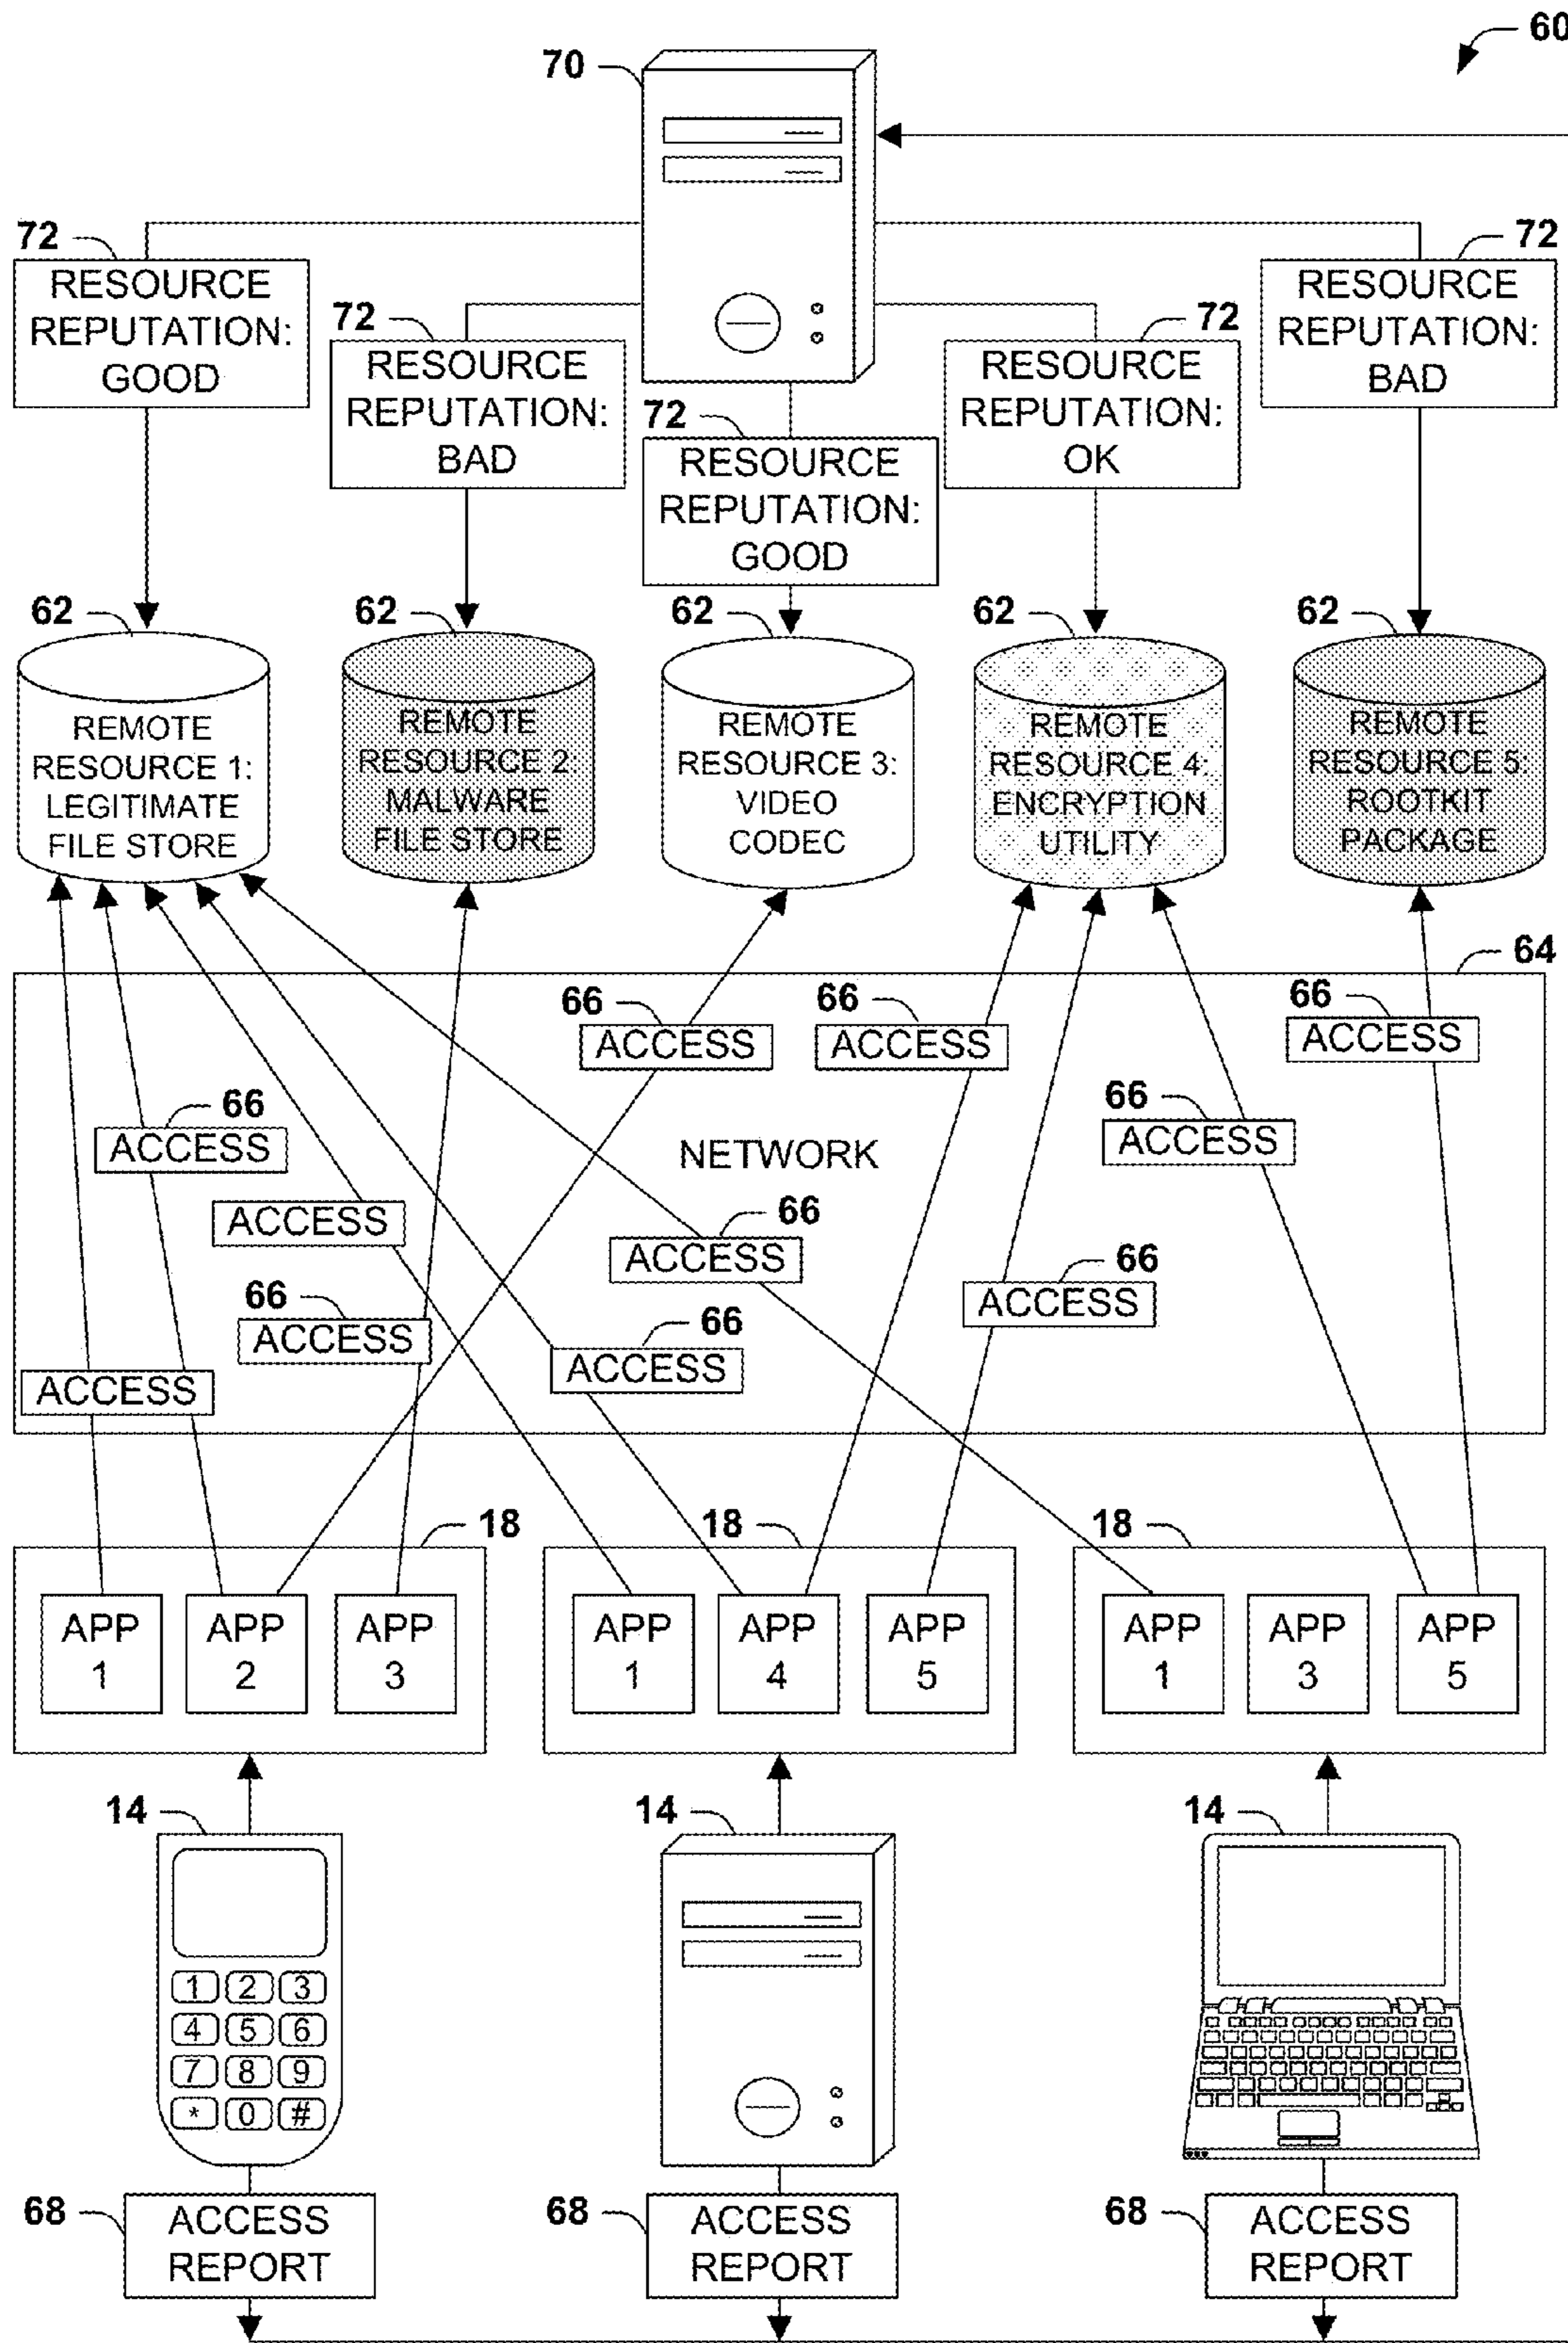 60
70
72
RESOURCE
REPUTATION:
GOOD
72
RESOURCE
REPUTATION:
BAD
72
RESOURCE
REPUTATION:
GOOD
72
RESOURCE
REPUTATION:
OK
72
RESOURCE
REPUTATION:
BAD
62
REMOTE
RESOURCE 1:
LEGITIMATE
FILE STORE
62
REMOTE
RESOURCE 2:
MALWARE
FILE STORE
62
REMOTE
RESOURCE 3:
VIDEO
CODEC
62
REMOTE
RESOURCE 4:
ENCRYPTION
UTILITY
62
REMOTE
RESOURCE 5:
ROOTKIT
PACKAGE
64
66
ACCESS
66
ACCESS
66
ACCESS
66
ACCESS
66
ACCESS
NETWORK
ACCESS
66
ACCESS
66
ACCESS
66
ACCESS
66
ACCESS
ACCESS
18
APP
1
APP
2
APP
3
18
APP
1
APP
4
APP
5
18
APP
1
APP
3
APP
5
14
1 2 3
4 5 6
7 8 9
* 0 #
14
14
68
ACCESS
REPORT
68
ACCESS
REPORT
68
ACCESS
REPORT